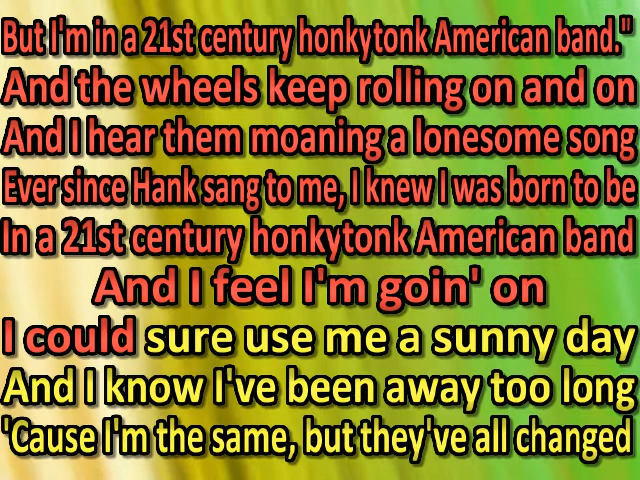 But I'm in a 21st century honkytonk American band."
And the wheels keep rolling on and on
And I hear them moaning a lonesome song
Ever since Hank sang to me, I knew I was born to be
In a 21st century honkytonk American band
And I feel I'm goin' on
I could sure use me a sunny day
And I know I've been away too long
'Cause I'm the same, but they've all changed